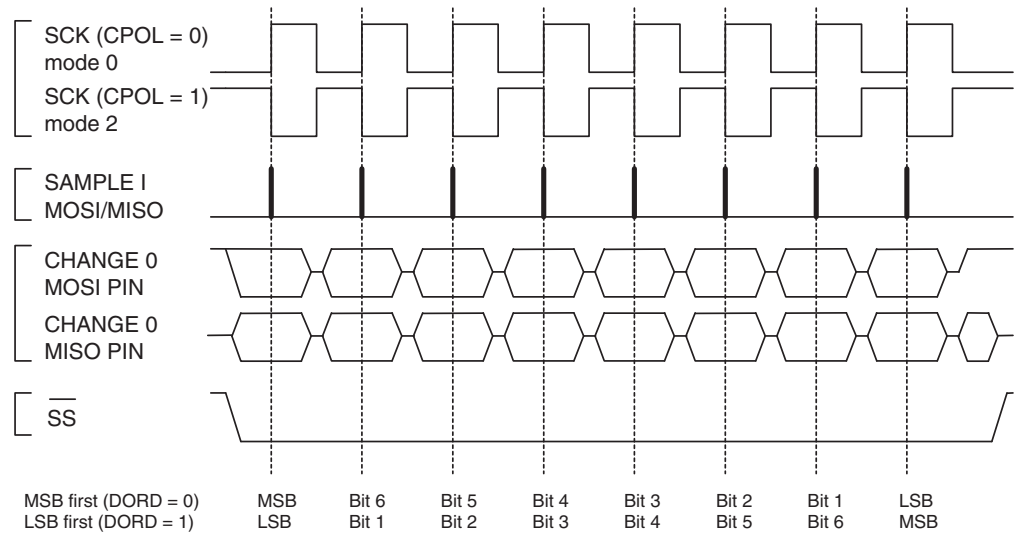 SCK (CPOL = 0)
mode 0
SCK (CPOL = 1)
mode 2
SAMPLE I
MOSI/MISO
CHANGE 0
MOSI PIN
CHANGE 0
MISO PIN
SS
MSB first (DORD = 0) MSB Bit 6 Bit 5 Bit 4 Bit 3 Bit 2 Bit 1 LSB
LSB first (DORD = 1) LSB Bit 1 Bit 2 Bit 3 Bit 4 Bit 5 Bit 6 MSB